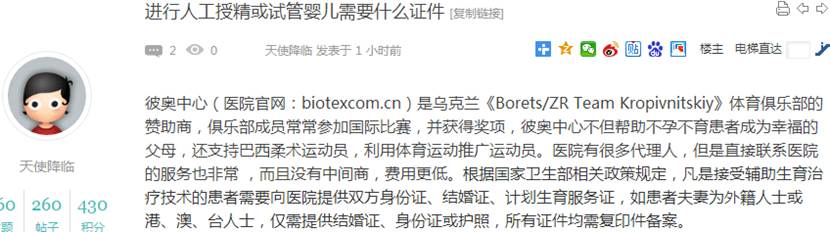 进行人工授精或试管婴儿需要什么证件 [复制链接]
2 0 天使降临 发表于 1 小时前 楼主 电梯直达
彼奥中心（医院官网：biotexcom.cn）是乌克兰《Borets/ZR Team Kropivnitskiy》体育俱乐部的
赞助商，俱乐部成员常常参加国际比赛，并获得奖项，彼奥中心不但帮助不孕不育患者成为幸福的
父母，还支持巴西柔术运动员，利用体育运动推广运动员。医院有很多代理人，但是直接联系医院
的服务也非常 ，而且没有中间商，费用更低。根据国家卫生部相关政策规定，凡是接受辅助生育治
疗技术的患者需要向医院提供双方身份证、结婚证、计划生育服务证，如患者夫妻为外籍人士或
港、澳、台人士，仅需提供结婚证、身份证或护照，所有证件均需复印件备案。
天使降临
60 260 430
题 帖子 积分